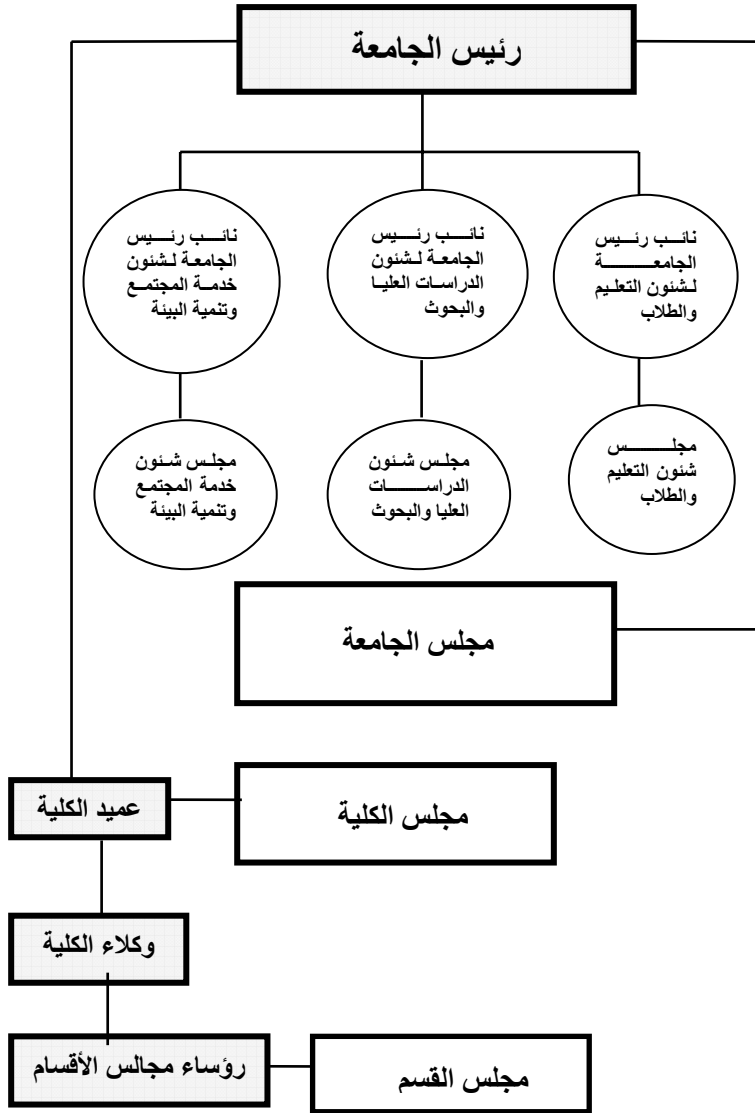 رئيس الجامعة
نائب رئيس
الجامعة
لشئون التعليم
والطلاب
نائب رئيس
الجامعة لشئون
الدراسات العليا
والبحوث
نائب رئيس
الجامعة لشئون
خدمة المجتمع
وتنمية البيئة
مجلس
شئون التعليم
والطلاب
مجلس شئون
الدراسات
العليا والبحوث
مجلس شئون
خدمة المجتمع
وتنمية البيئة
مجلس الجامعة
مجلس الكلية
عميد الكلية
وكلاء الكلية
رؤساء مجالس الأقسام
مجلس القسم